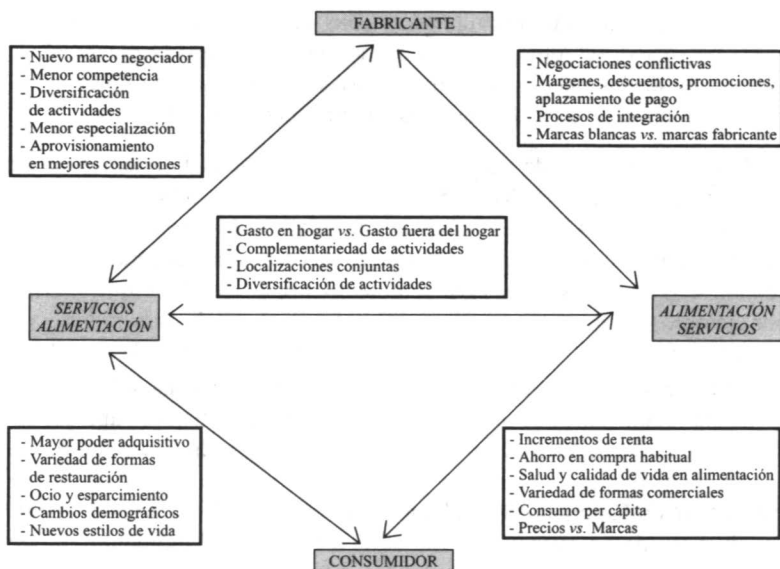 FABRICANTE
- Nuevo marco negociador
- Menor competencia
- Diversificación
de actividades
- Menor especialización
- Aprovisionamiento
en mejores condiciones
- Negociaciones conflictivas
- Márgenes, descuentos, promociones,
aplazamiento de pago
- Procesos de integración
- Marcas blancas vs. marcas fabricante
- Gasto en hogar vs. Gasto fuera del hogar
- Complementariedad de actividades
- Localizaciones conjuntas
- Diversificación de actividades
SERVICIOS
ALIMENTACIÓN
ALIMENTACIÓN
SERVICIOS
- Mayor poder adquisitivo
- Variedad de formas
de restauración
- Ocio y esparcimiento
- Cambios demográficos
- Nuevos estilos de vida
- Incrementos de renta
- Ahorro en compra habitual
- Salud y calidad de vida en alimentación
- Variedad de formas comerciales
- Consumo per cápita
- Precios vs. Marcas
CONSUMIDOR